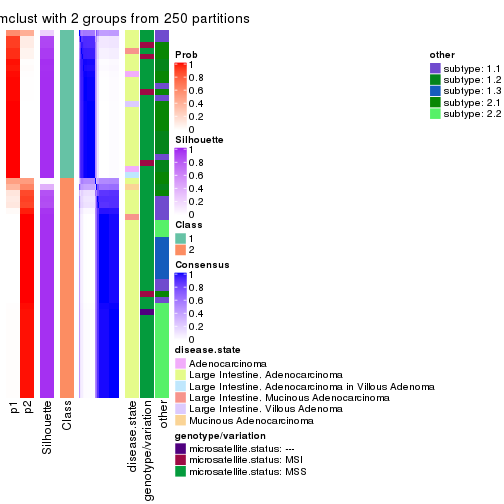 mclust with 2 groups from 250 partitions
Prob
1
0.8
0.6
0.4
0.2
0
Silhouette
1
0.8
0.6
0.4
0.2
0
Class
1
2
Consensus
1
0.8
0.6
0.4
0.2
0
disease.state
Adenocarcinoma
Large Intestine. Adenocarcinoma
Large Intestine. Adenocarcinoma in Villous Adenoma
Large Intestine. Mucinous Adenocarcinoma
Large Intestine. Villous Adenoma
Mucinous Adenocarcinoma
genotype/variation
microsatellite.status: ---
microsatellite.status: MSI
microsatellite.status: MSS
other
subtype: 1.1
subtype: 1.2
subtype: 1.3
subtype: 2.1
subtype: 2.2
p1
p2
Silhouette
Class
disease.state
genotype/variation
other